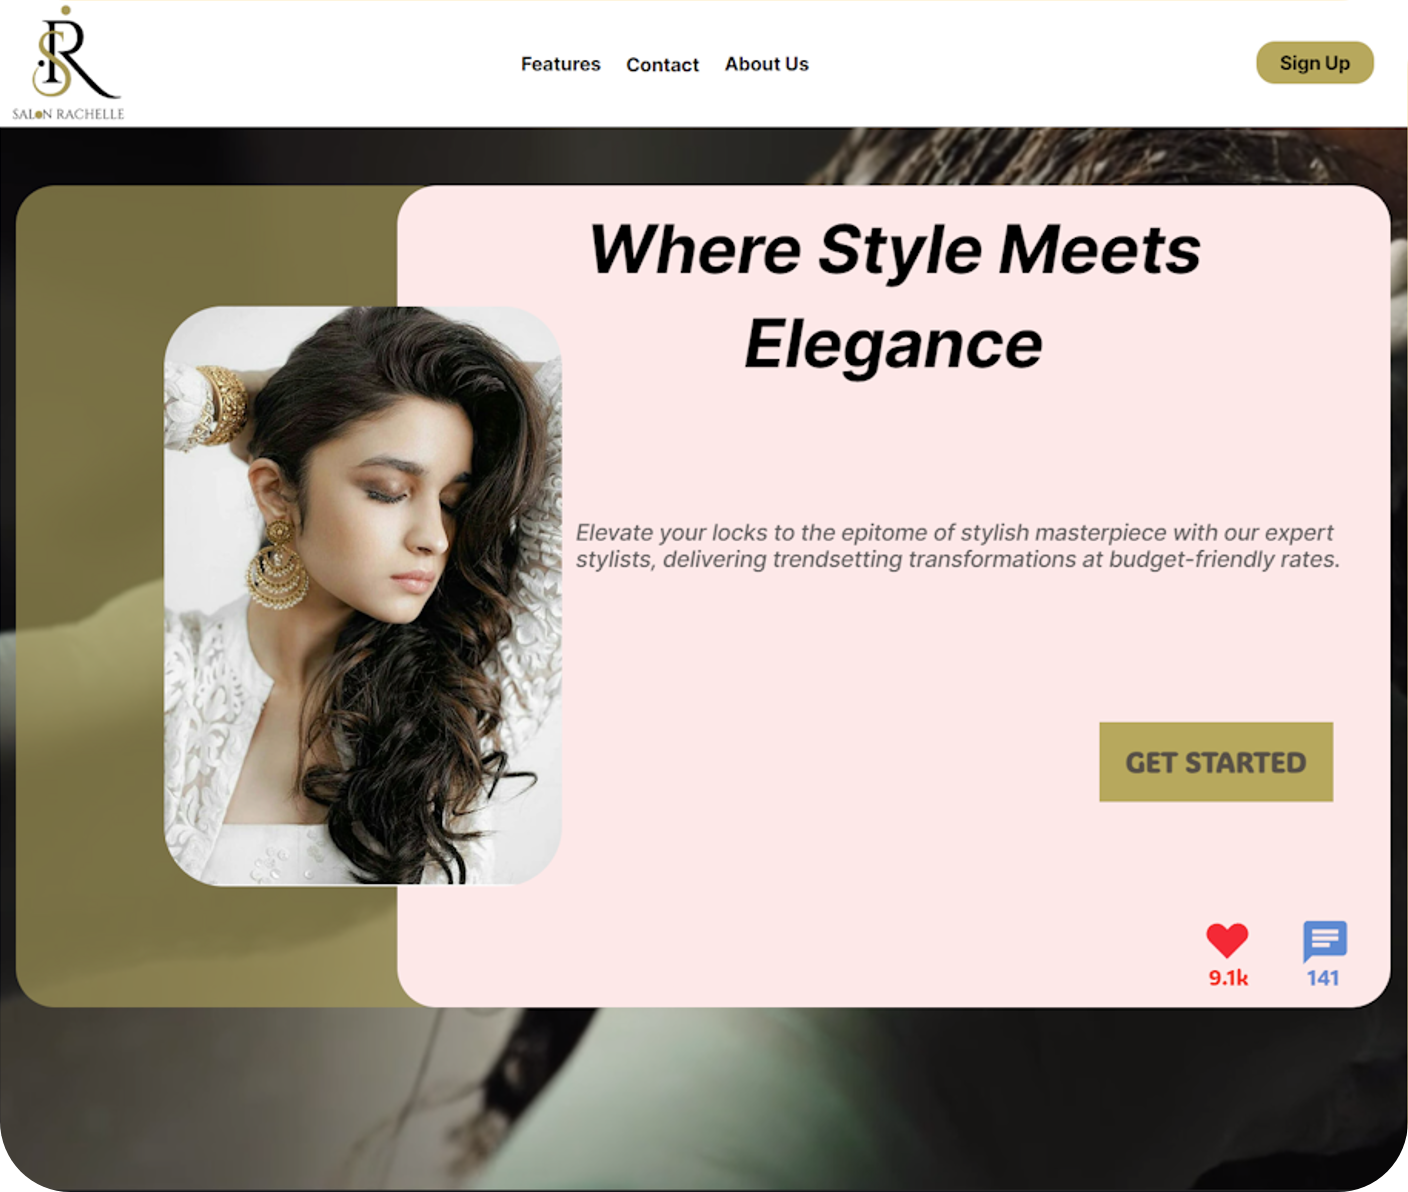 SR
SALON RACHELLE
Features Contact About Us
Sign Up
Where Style Meets
Elegance
Elevate your locks to the epitome of stylish masterpiece with our expert
stylists, delivering trendsetting transformations at budget-friendly rates.
GET STARTED
9.1k 141